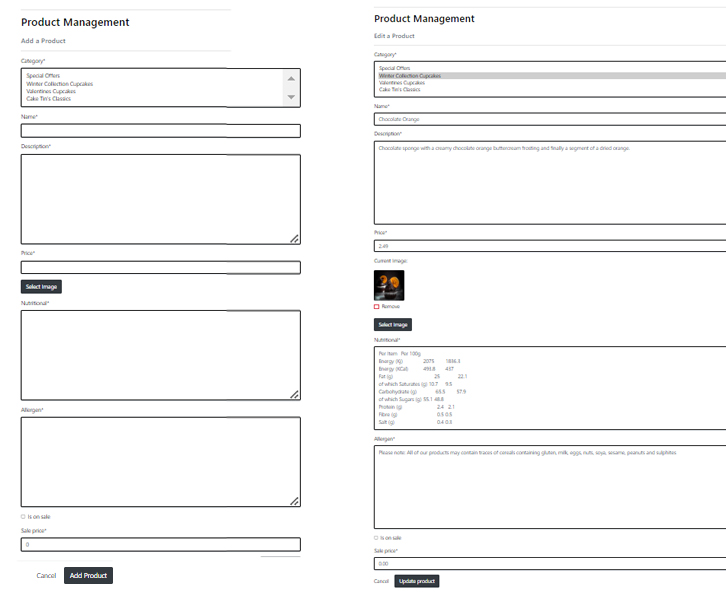 Product Management
Add a Product
Category*
Special Offers
Winter Collection Cupcakes
Valentines Cupcakes
Cake Tin's Classics
Name*
Description*
Price*
Select Image
Nutritional*
Allergen*
Is on sale
Sale price*
0
Cancel
Add Product
Product Management
Edit a Product
Category*
Special Offers
Winter Collection Cupcakes
Valentines Cupcakes
Cake Tin's Classics
Name*
Chocolate Orange
Description*
Chocolate sponge with a creamy chocolate orange buttercream frosting and finally a segment of a dried orange.
Price*
2.49
Current Image:
Remove
Select Image
Nutritional*
Per Item Per 100g
Energy (Kj) 2075 1836.3
Energy (KCal) 493.8 437
Fat (g) 25 22.1
of which Saturates (g) 10.7 9.5
Carbohydrate (g) 65.5 57.9
of which Sugars (g) 55.1 48.8
Protein (g) 2.4 2.1
Fibre (g) 0.5 0.5
Salt (g) 0.4 0.3
Allergen*
Please note: All of our products may contain traces of cereals containing gluten, milk, eggs, nuts, soya, sesame, peanuts and sulphites
Is on sale
Sale price*
0.00
Cancel
Update product